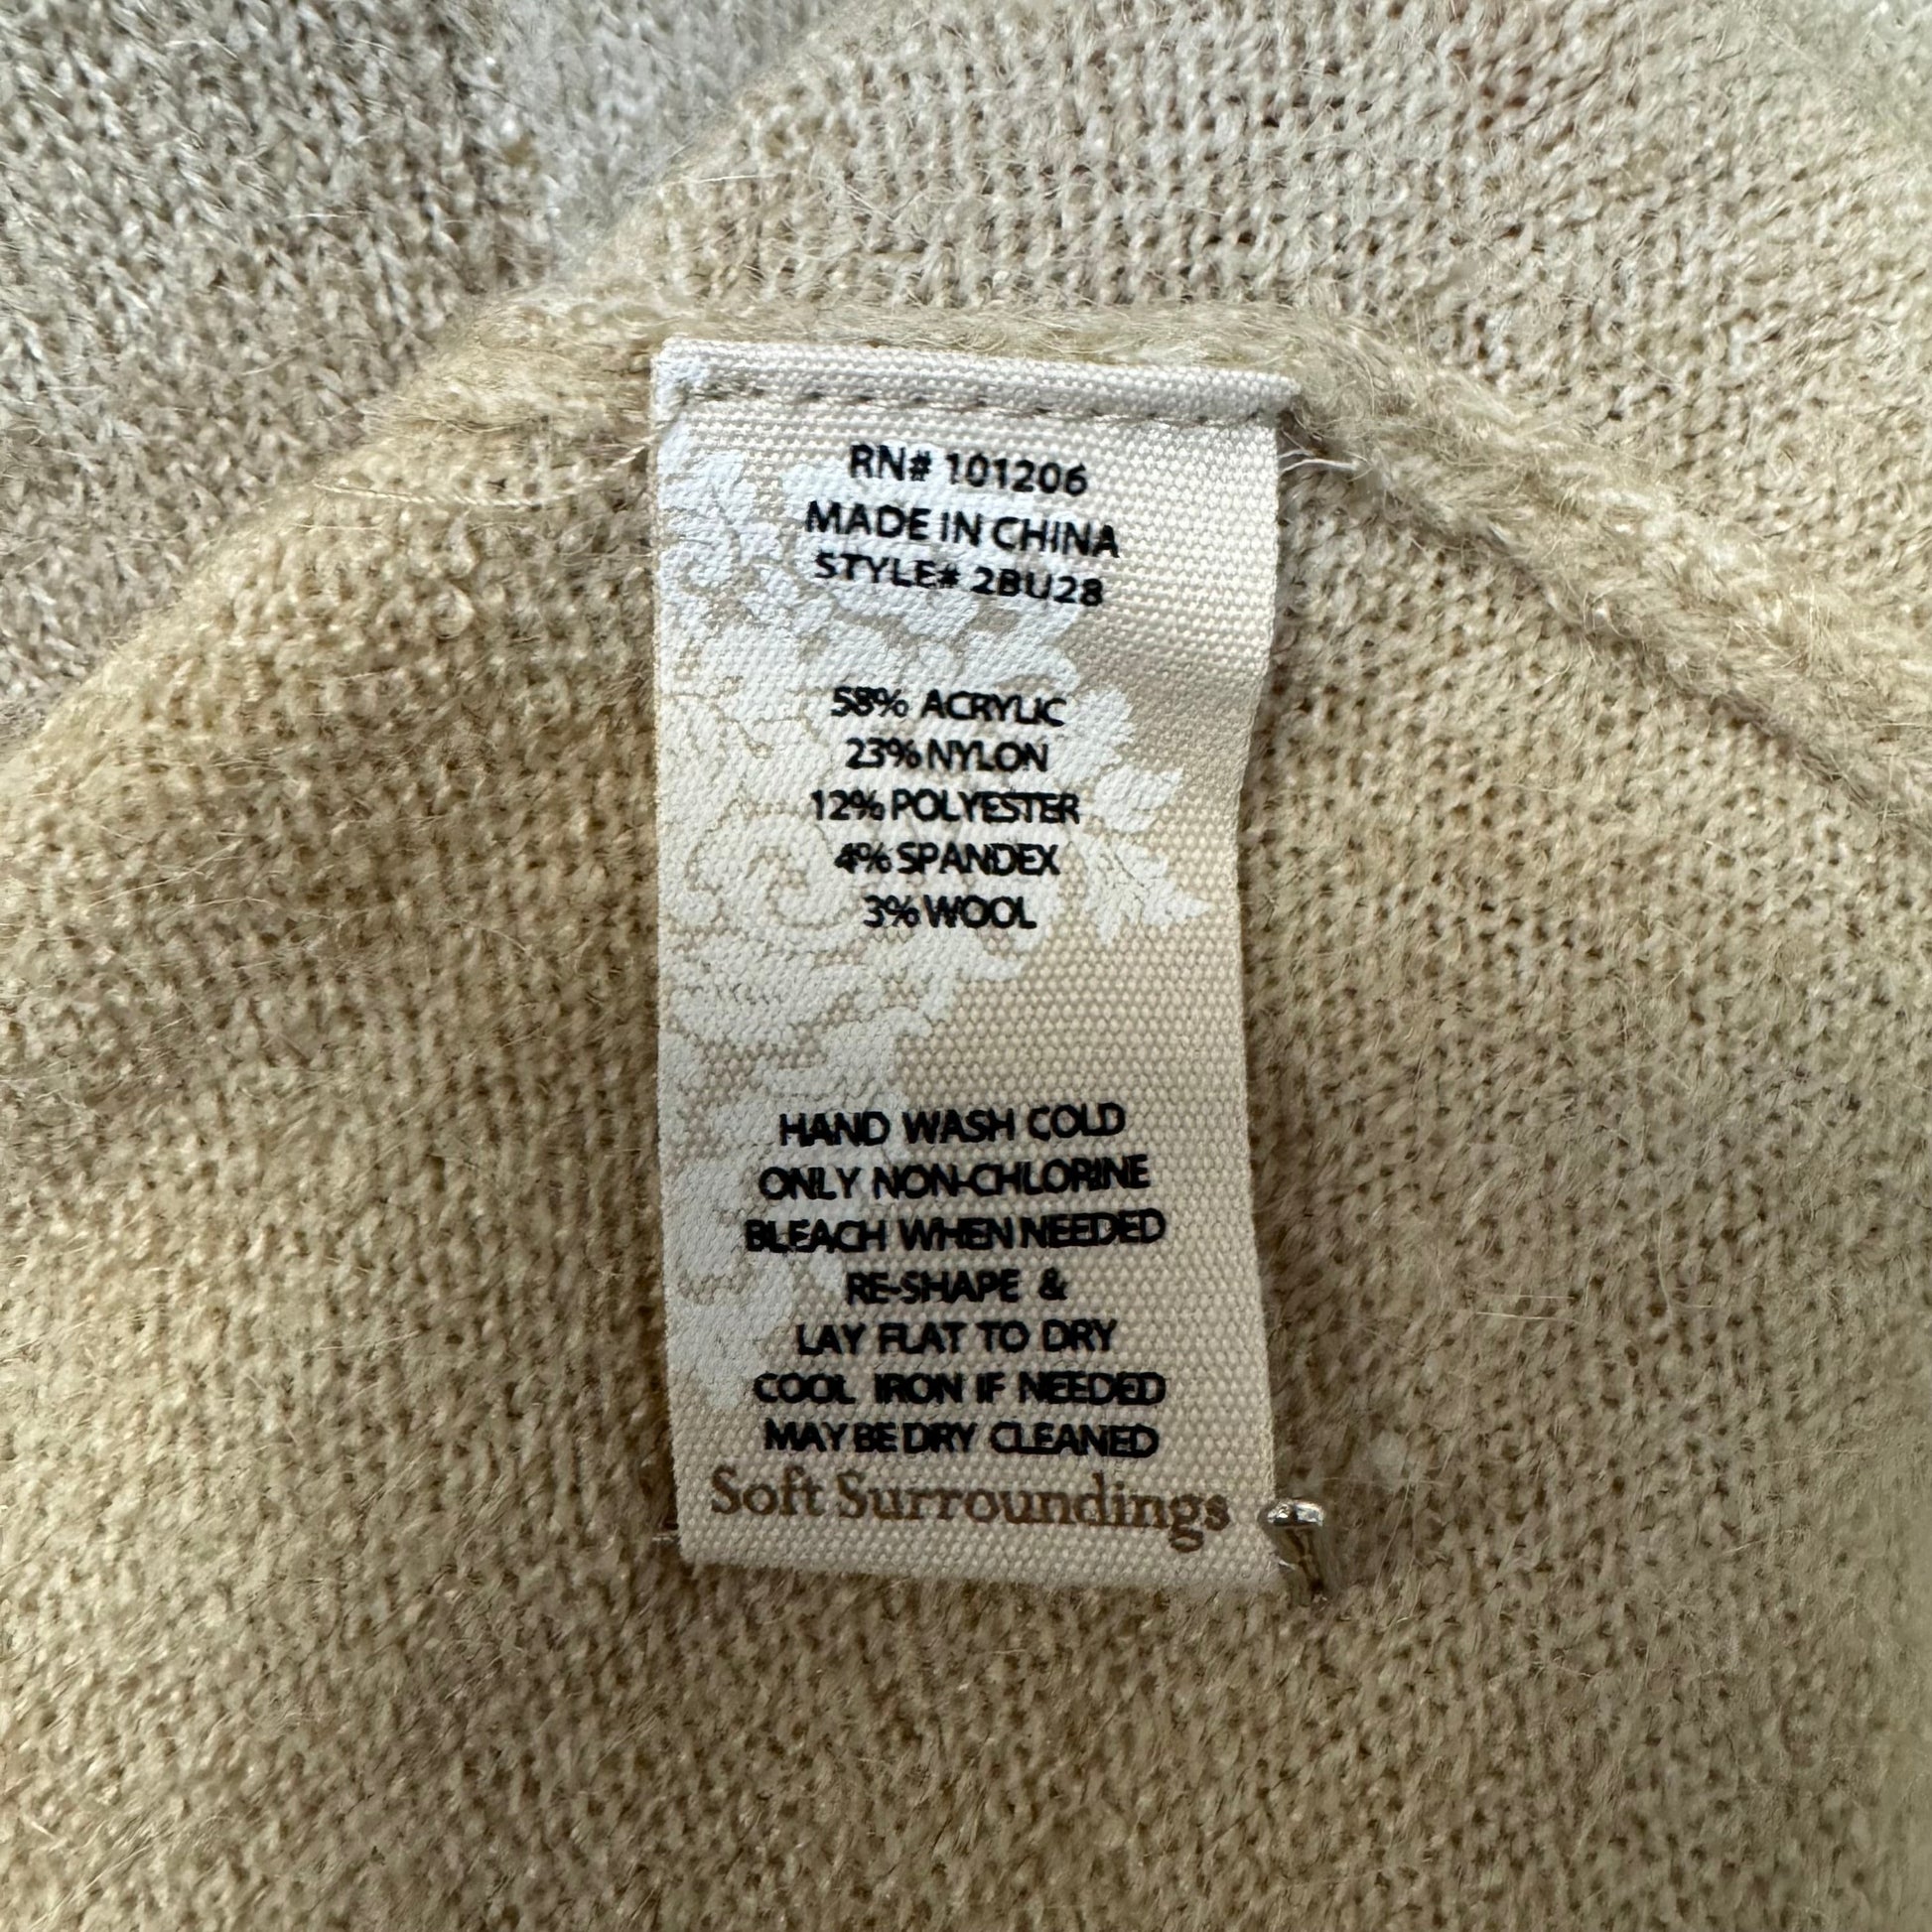 RN# 101206
MADE IN CHINA
STYLE# 2BU28
58% ACRYLIC
23% NYLON
12% POLYESTER
4% SPANDEX
3% WOOL
HAND WASH COLD
ONLY NON-CHLORINE
BLEACH WHEN NEEDED
RE-SHAPE &
LAY FLAT TO DRY
COOL IRON IF NEEDED
MAY BE DRY CLEANED
Soft Surroundings